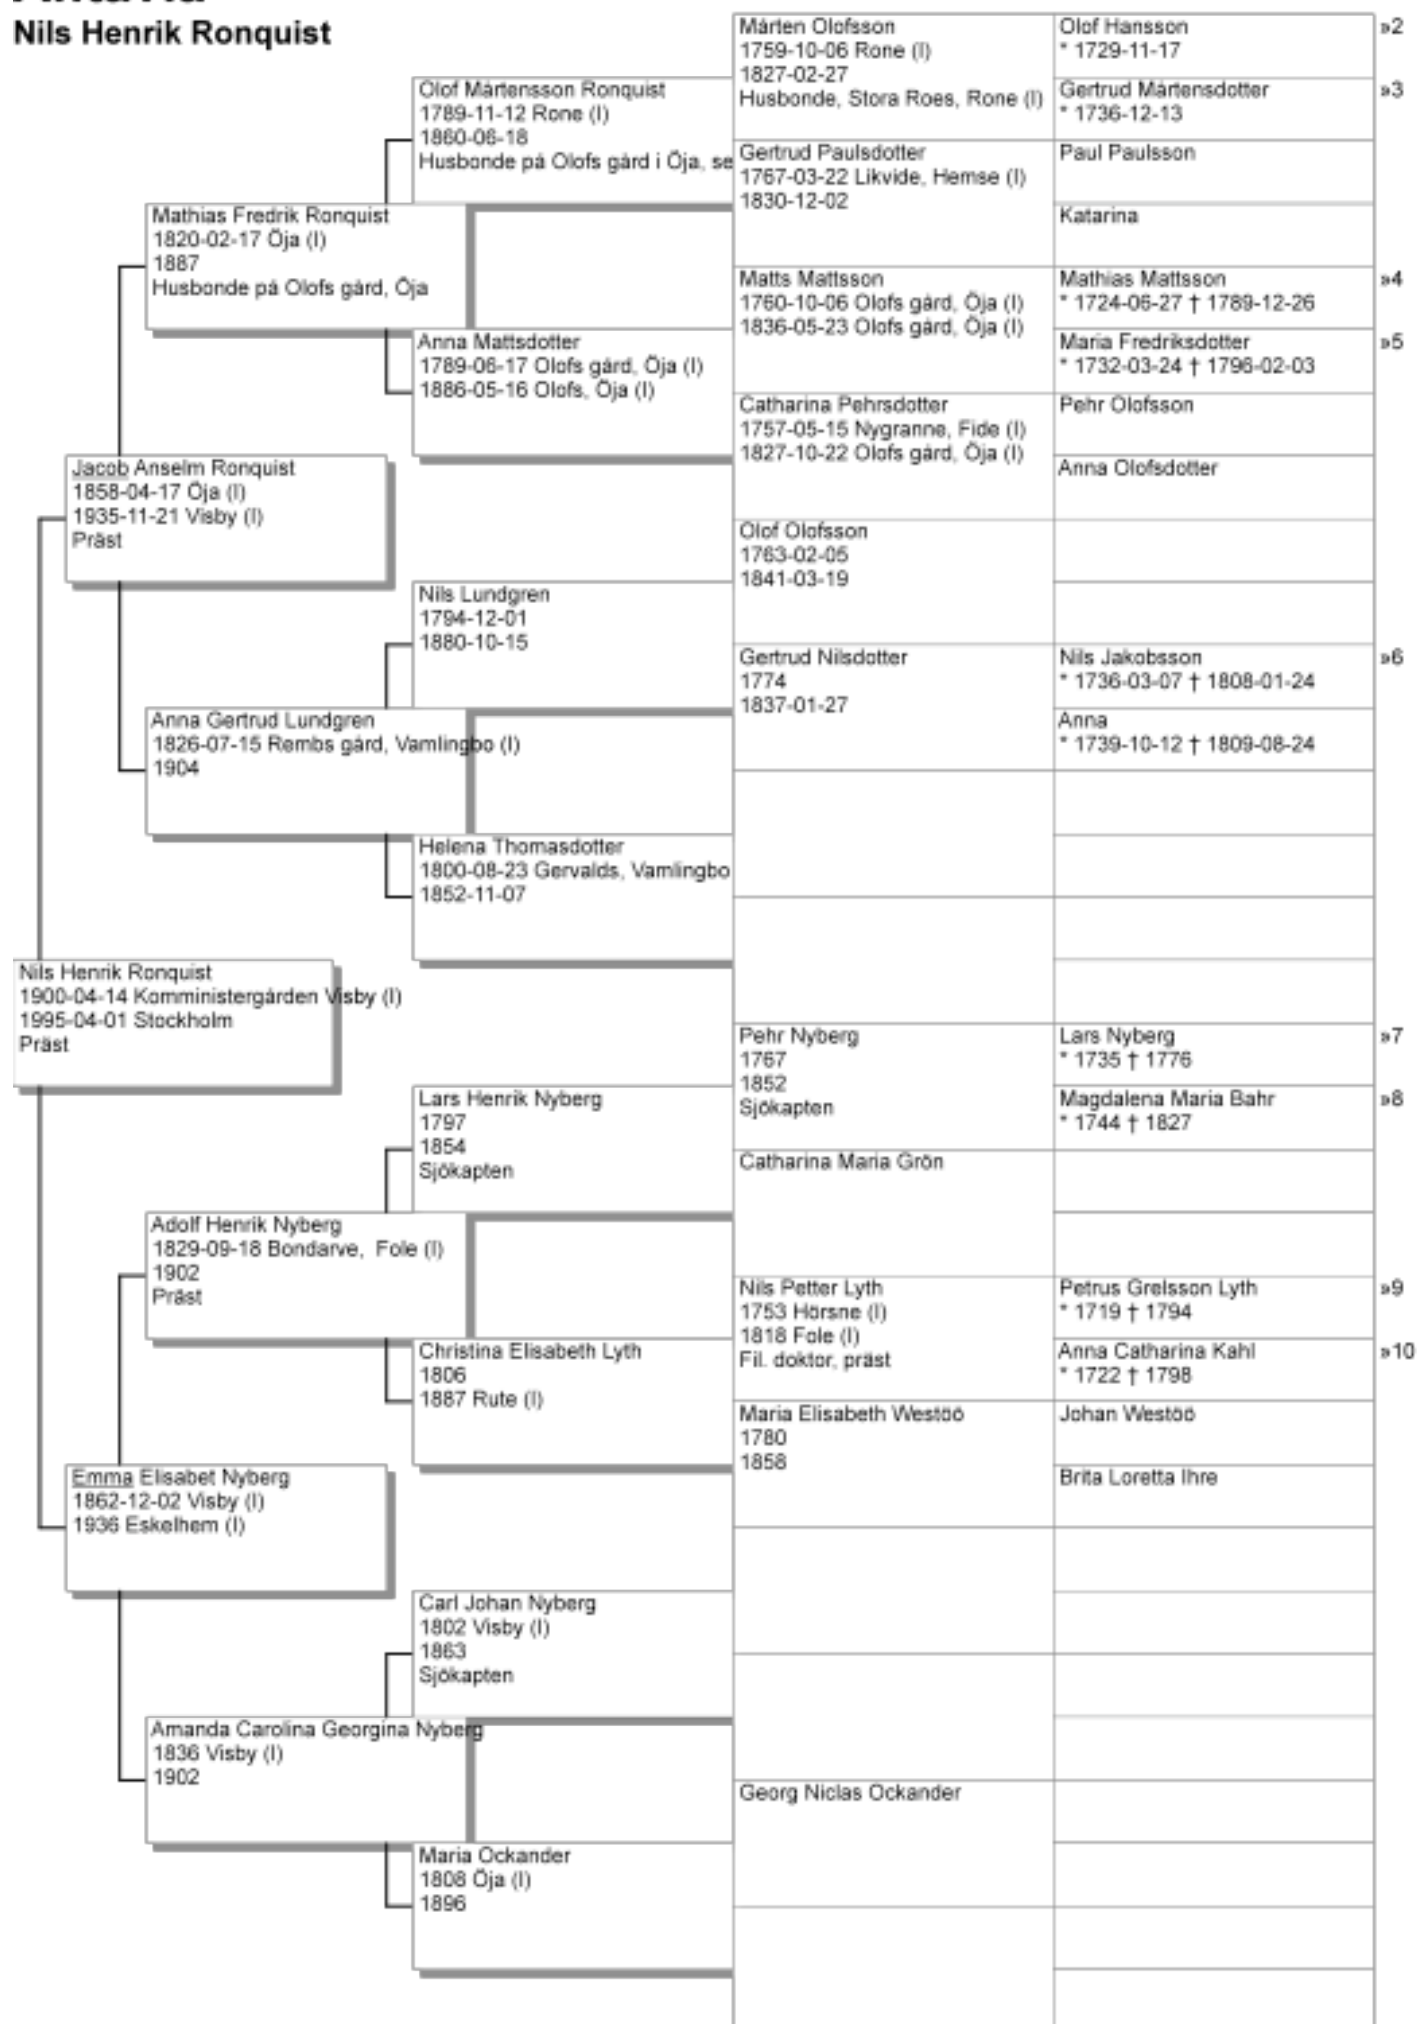 Nils Henrik Ronquist
Mårten Olofsson
1759-10-06 Rone (I)
1827-02-27
Husbonde, Stora Roes, Rone (I)
Olof Hansson
* 1729-11-17
»2
Olof Mårtensson Ronquist
1789-11-12 Rone (I)
1860-06-18
Husbonde på Olofs gård i Öja, se
Gertrud Mårtensdotter
* 1736-12-13
»3
Gertrud Paulsdotter
1767-03-22 Likvide, Hemse (I)
1830-12-02
Paul Paulsson
Katarina
Mathias Fredrik Ronquist
1820-02-17 Öja (I)
1887
Husbonde på Olofs gård, Öja
Matts Mattsson
1760-10-06 Olofs gård, Öja (I)
1836-05-23 Olofs gård, Öja (I)
Mathias Mattsson
* 1724-06-27 † 1789-12-26
»4
Anna Mattsdotter
1789-06-17 Olofs gård, Öja (I)
1886-05-16 Olofs, Öja (I)
Maria Fredriksdotter
* 1732-03-24 † 1796-02-03
»5
Catharina Pehrsdotter
1757-05-15 Nygranne, Fide (I)
1827-10-22 Olofs gård, Öja (I)
Pehr Olofsson
Anna Olofsdotter
Jacob Anselm Ronquist
1858-04-17 Öja (I)
1935-11-21 Visby (I)
Präst
Olof Olofsson
1763-02-05
1841-03-19
Nils Lundgren
1794-12-01
1880-10-15
Gertrud Nilsdotter
1774
1837-01-27
Nils Jakobsson
* 1736-03-07 † 1808-01-24
»6
Anna
* 1739-10-12 † 1809-08-24
Anna Gertrud Lundgren
1826-07-15 Rembs gård, Vamlingbo (I)
1904
Helena Thomasdotter
1800-08-23 Gervalds, Vamlingbo
1852-11-07
Nils Henrik Ronquist
1900-04-14 Komministergården Visby (I)
1995-04-01 Stockholm
Präst
Pehr Nyberg
1767
1852
Sjökapten
Lars Nyberg
* 1735 † 1776
»7
Lars Henrik Nyberg
1797
1854
Sjökapten
Magdalena Maria Bahr
* 1744 † 1827
»8
Catharina Maria Grön
Adolf Henrik Nyberg
1829-09-18 Bondarve,  Fole (I)
1902
Präst
Nils Petter Lyth
1753 Hörsne (I)
1818 Fole (I)
Fil. doktor, präst
Petrus Grelsson Lyth
* 1719 † 1794
»9
Christina Elisabeth Lyth
1806
1887 Rute (I)
Anna Catharina Kahl
* 1722 † 1798
»10
Maria Elisabeth Westöö
1780
1858
Johan Westöö
Brita Loretta Ihre
Emma Elisabet Nyberg
1862-12-02 Visby (I)
1936 Eskelhem (I)
Carl Johan Nyberg
1802 Visby (I)
1863
Sjökapten
Amanda Carolina Georgina Nyberg
1836 Visby (I)
1902
Georg Niclas Ockander
Maria Ockander
1808 Öja (I)
1896